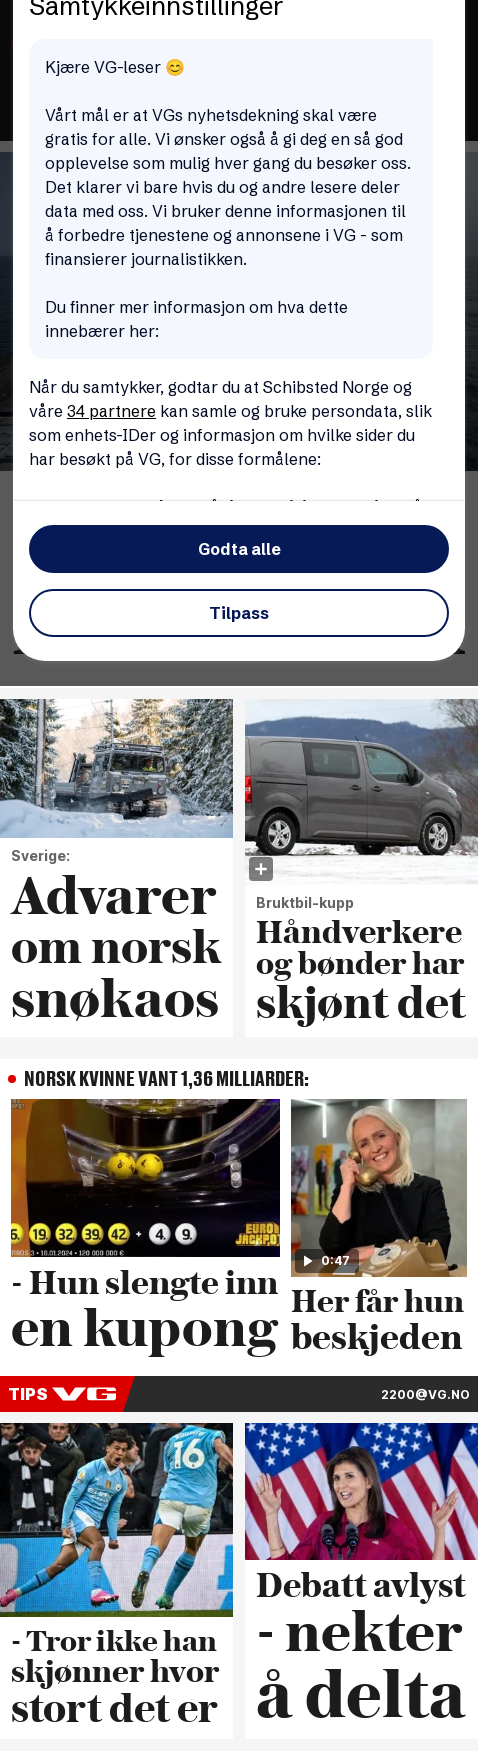 Samtykkeinnstillinger
Kjære VG-leser 😊
Vårt mål er at VGs nyhetsdekning skal være
gratis for alle. Vi ønsker også å gi deg en så god
opplevelse som mulig hver gang du besøker oss.
Det klarer vi bare hvis du og andre lesere deler
data med oss. Vi bruker denne informasjonen til
å forbedre tjenestene og annonsene i VG - som
finansierer journalistikken.
Du finner mer informasjon om hva dette
innebærer her:
Når du samtykker, godtar du at Schibsted Norge og
våre 34 partnere kan samle og bruke persondata, slik
som enhets-IDer og informasjon om hvilke sider du
har besøkt på VG, for disse formålene:
Godta alle
Tilpass
Sverige:
Advarer
om norsk
snøkaos
Bruktbil-kupp
Håndverkere
og bønder har
skjønt det
NORSK KVINNE VANT 1,36 MILLIARDER:
6. 19. 32. 39. 42 + 4. 9.
EURO
JACKPOT
3 • 16.01.2024 • 120 000 000 €
0:47
- Hun slengte inn
en kupong
Her får hun
beskjeden
TIPS VG
2200@VG.NO
16
- Tror ikke han
skjønner hvor
stort det er
Debatt avlyst
- nekter
å delta